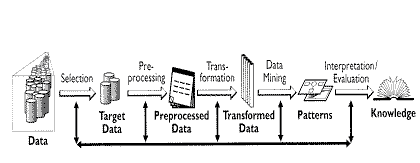 Selection
Pre-
processing
Trans-
formation
Data
Mining
Interpretation/
Evaluation
Data
Target
Data
Preprocessed
Data
Transformed
Data
Patterns
Knowledge